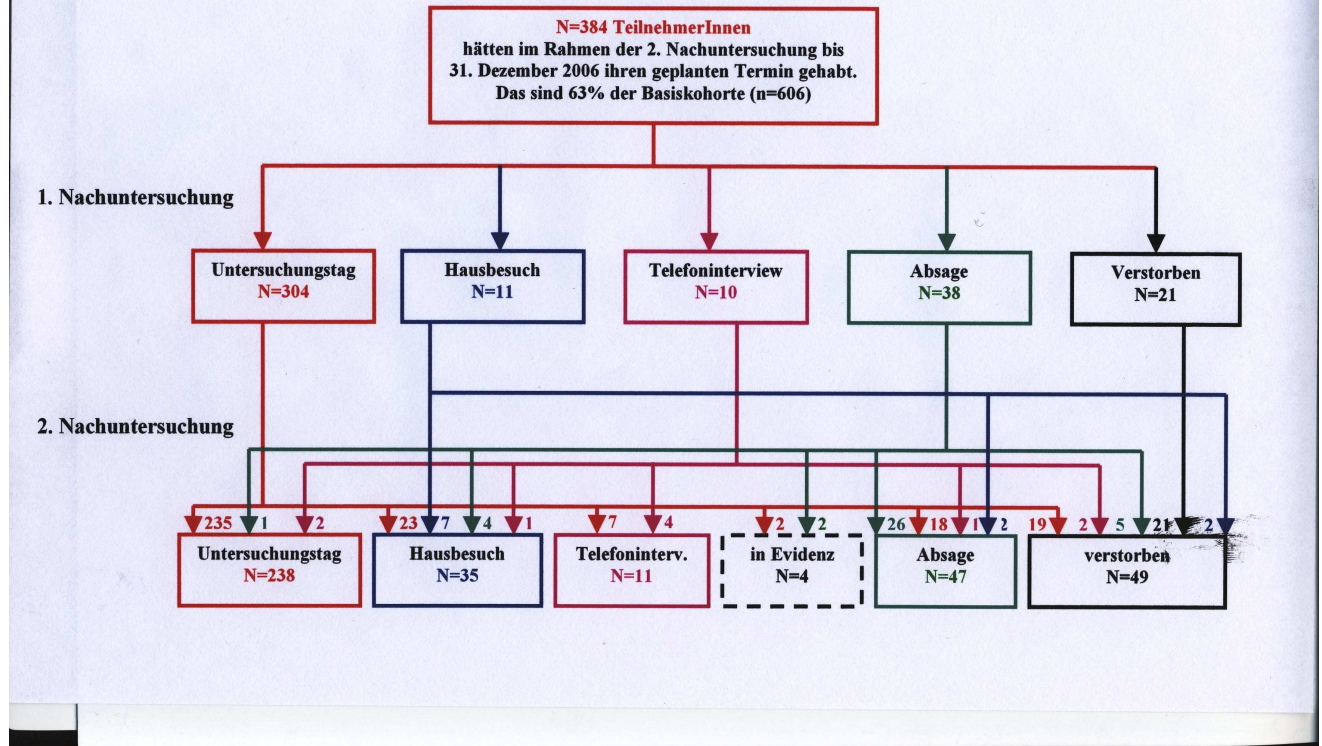 N=384 TeilnehmerInnen
hätten im Rahmen der 2. Nachuntersuchung bis
31. Dezember 2006 ihren geplanten Termin gehabt.
Das sind 63% der Basiskohorte (n=606)
1. Nachuntersuchung
Untersuchungstag
N=304
Hausbesuch
N=11
Telefoninterview
N=10
Absage
N=38
Verstorben
N=21
2. Nachuntersuchung
235 1 2 23 7 4 1 7 4 2 2 26 18 1 2 19 2 5 21 2
Untersuchungstag
N=238
Hausbesuch
N=35
Telefoninterv.
N=11
in Evidenz
N=4
Absage
N=47
verstorben
N=49